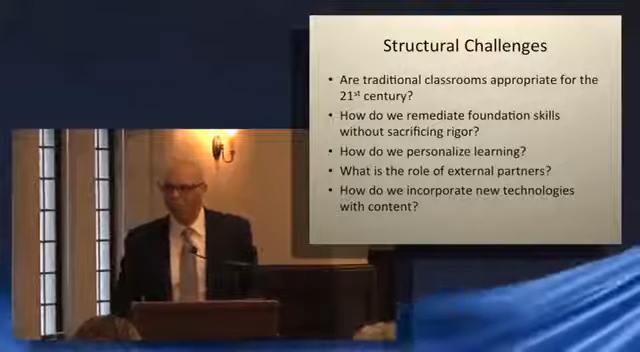 Structural Challenges
• Are traditional classrooms appropriate for the
21st century?
• How do we remediate foundation skills
without sacrificing rigor?
• How do we personalize learning?
• What is the role of external partners?
• How do we incorporate new technologies
with content?